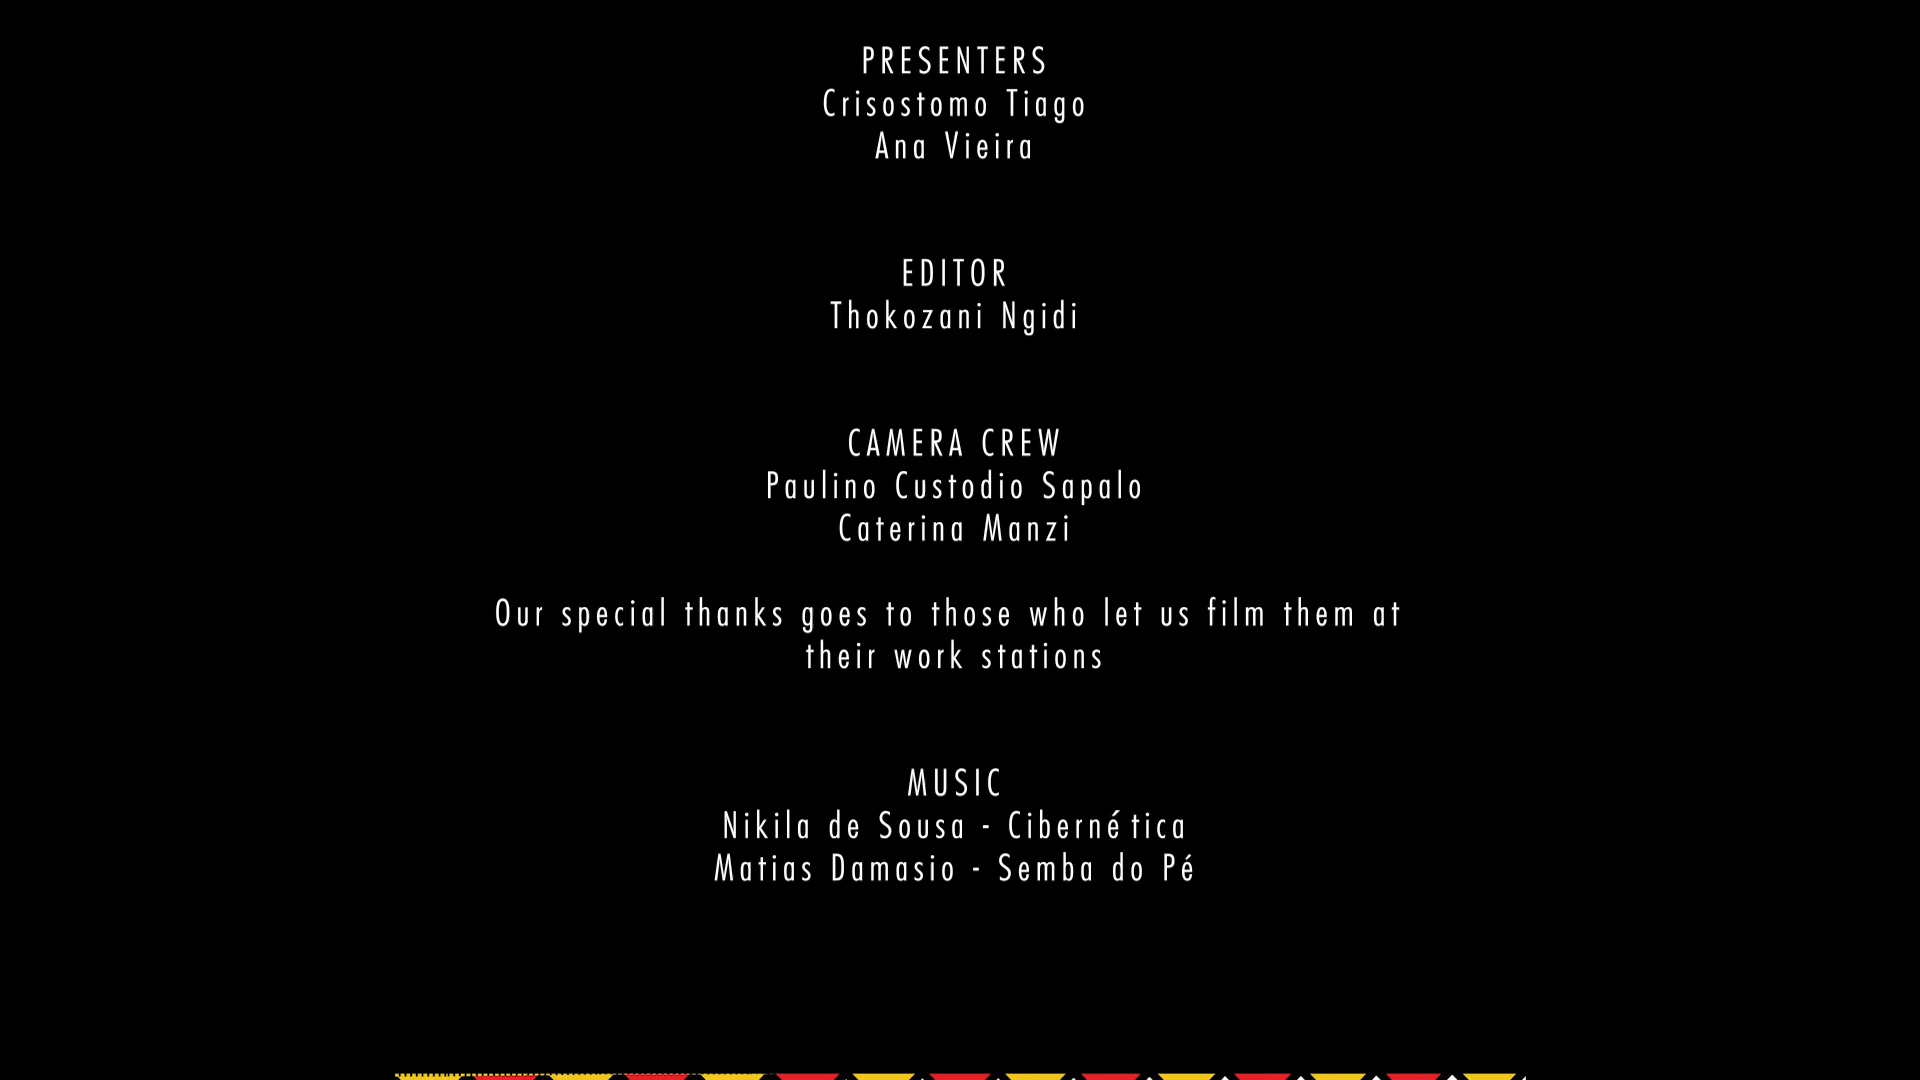 PRESENTERS
Crisostomo Tiago
Ana Vieira
EDITOR
Thokozani Ngidi
CAMERA CREW
Paulino Custodio Sapalo
Caterina Manzi
Our special thanks goes to those who let us film them at
their work stations
MUSIC
Nikila de Sousa - Cibernética
Matias Damasio - Semba do Pé